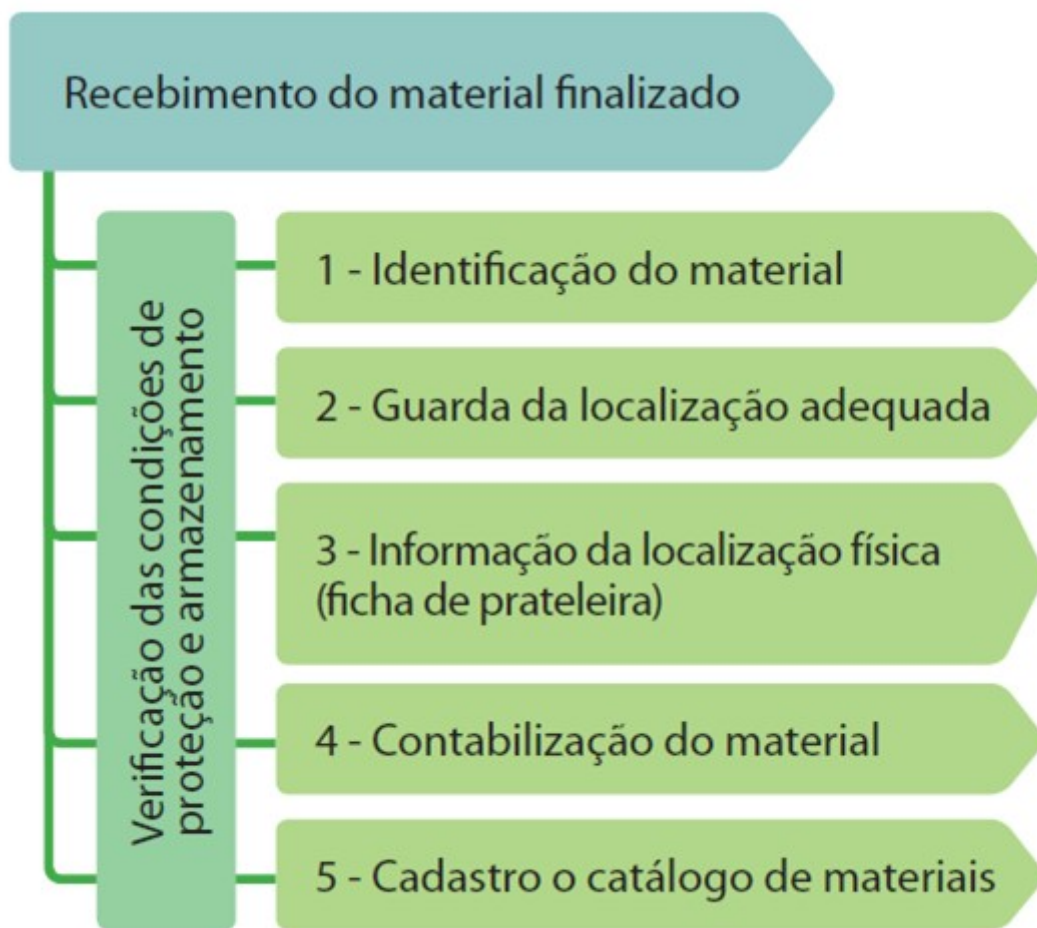 Recebimento do material finalizado
Verificação das condições de
proteção e armazenamento
1 - Identificação do material
2 - Guarda da localização adequada
3 - Informação da localização física
(ficha de prateleira)
4 - Contabilização do material
5 - Cadastro o catálogo de materiais